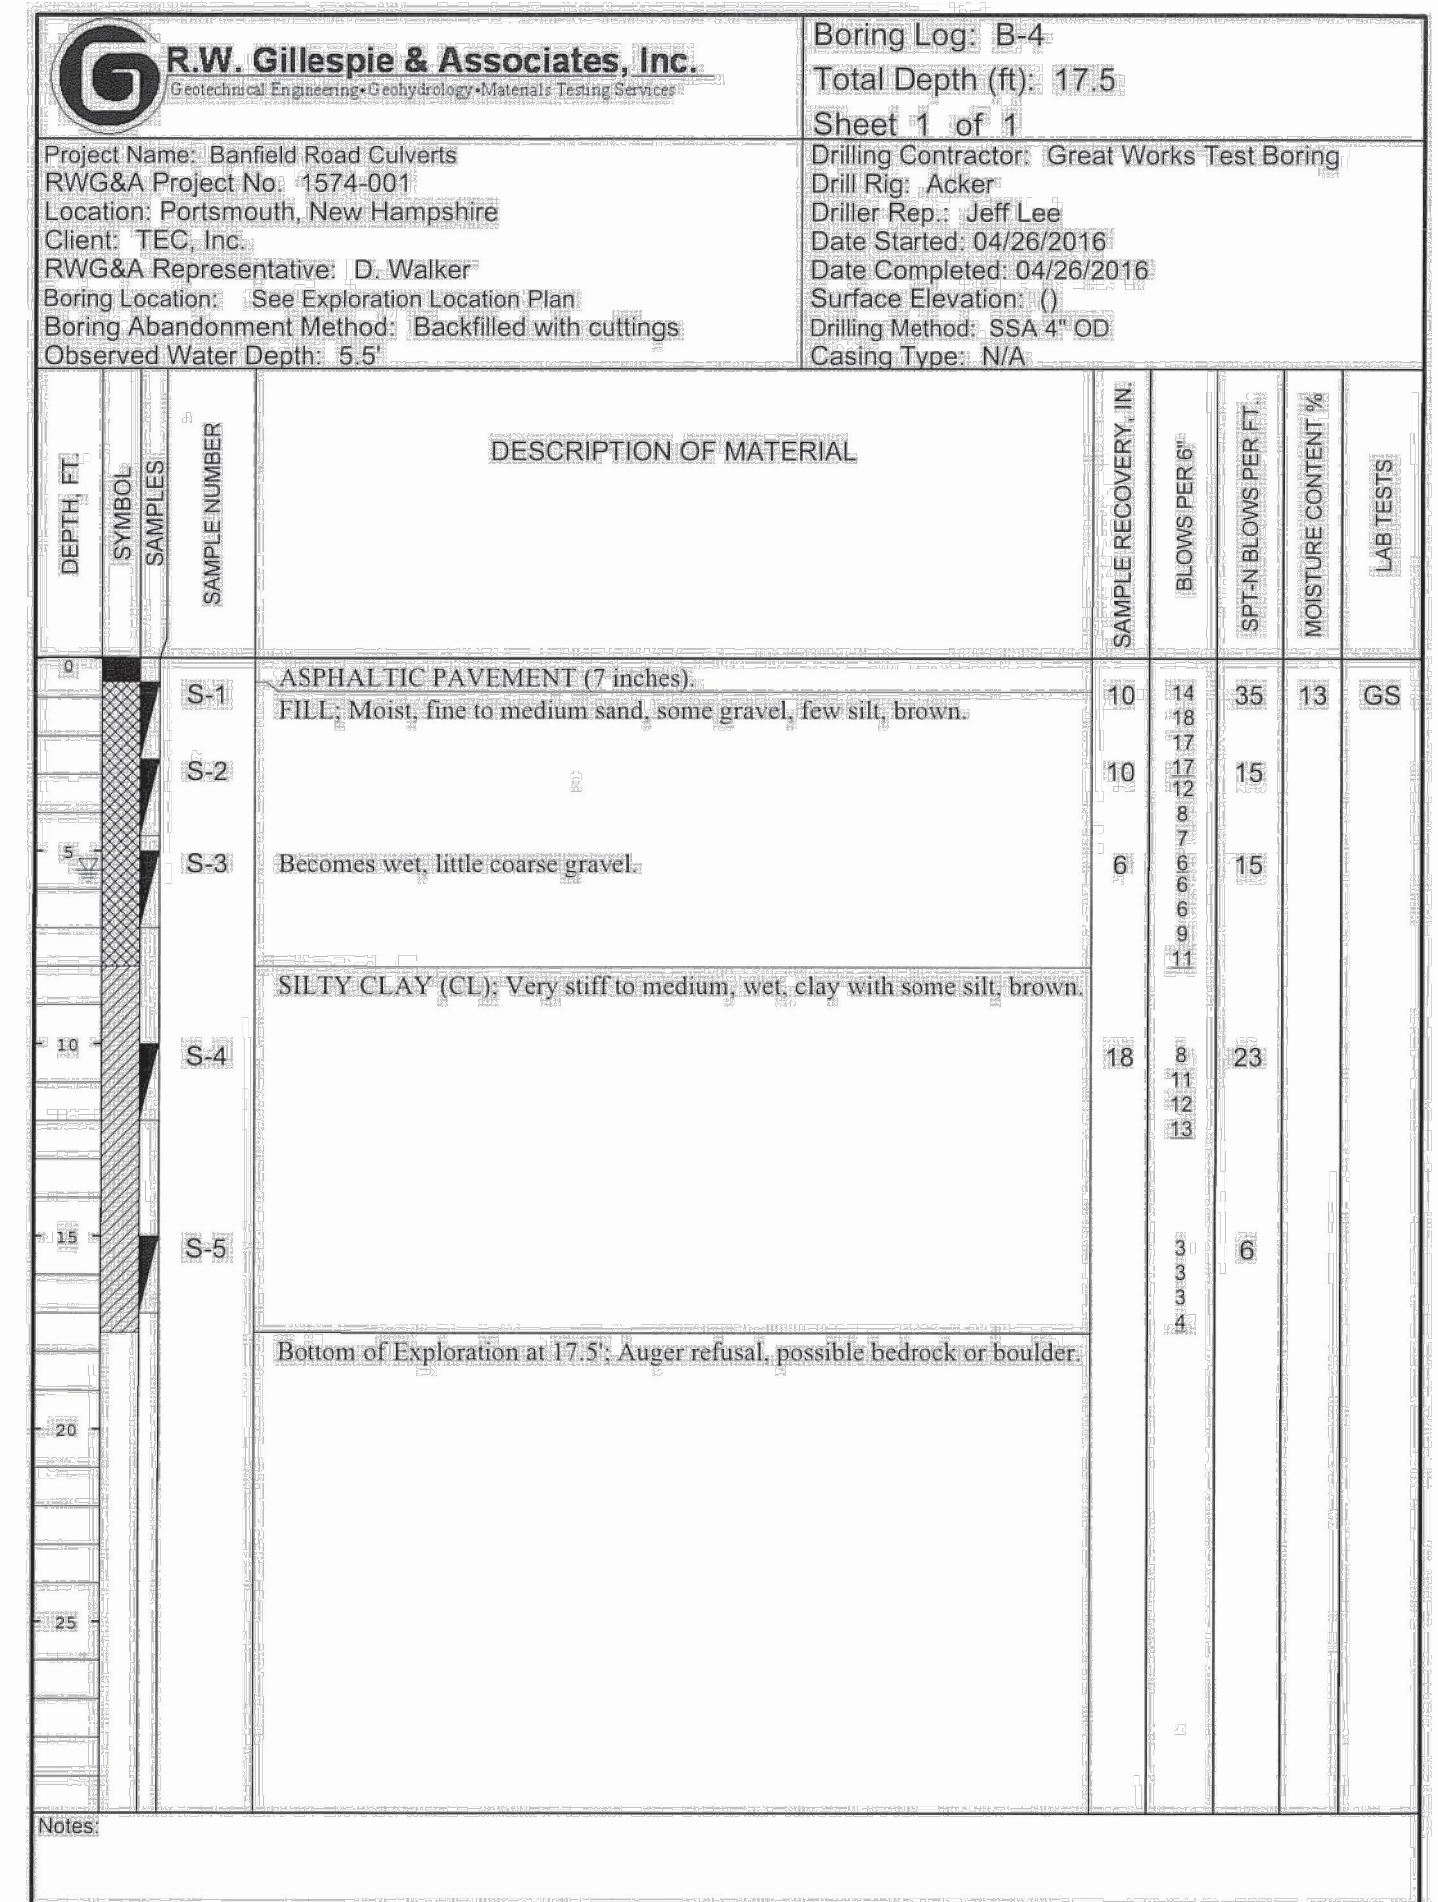 R.W. Gillespie & Associates, Inc.
Geotechnical Engineering•Geohydrology•Materials Testing Services
Boring Log: B-4
Total Depth (ft): 17.5
Sheet 1 of 1
Project Name: Banfield Road Culverts
RWG&A Project No. 1574-001
Location: Portsmouth, New Hampshire
Client: TEC, Inc.
RWG&A Representative: D. Walker
Boring Location: See Exploration Location Plan
Boring Abandonment Method: Backfilled with cuttings
Observed Water Depth: 5.5'
Drilling Contractor: Great Works Test Boring
Drill Rig: Acker
Driller Rep.: Jeff Lee
Date Started: 04/26/2016
Date Completed: 04/26/2016
Surface Elevation: ()
Drilling Method: SSA 4" OD
Casing Type: N/A
DEPTH, FT.
SYMBOL
SAMPLES
SAMPLE NUMBER
DESCRIPTION OF MATERIAL
SAMPLE RECOVERY, IN.
BLOWS PER 6"
SPT-N BLOWS PER FT.
MOISTURE CONTENT %
LAB TESTS
0
ASPHALTIC PAVEMENT (7 inches).
S-1 10 14 35 13 GS
FILL; Moist, fine to medium sand, some gravel, few silt, brown.
18
17
S-2 10 17 15
12
8
7
5 S-3 Becomes wet, little coarse gravel. 6 6 15
6
6
9
11
SILTY CLAY (CL); Very stiff to medium, wet, clay with some silt, brown.
10 S-4 18 8 23
11
12
13
15 S-5 3 6
3
3
4
Bottom of Exploration at 17.5'; Auger refusal, possible bedrock or boulder.
20
25
Notes: